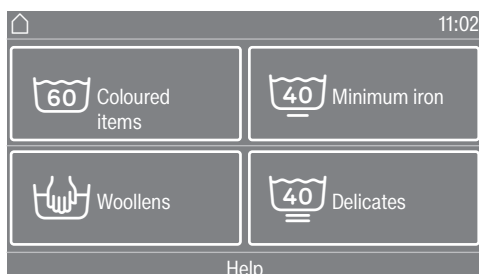 11:02
60 Coloured
items
40 Minimum iron
Woollens
40 Delicates
Help